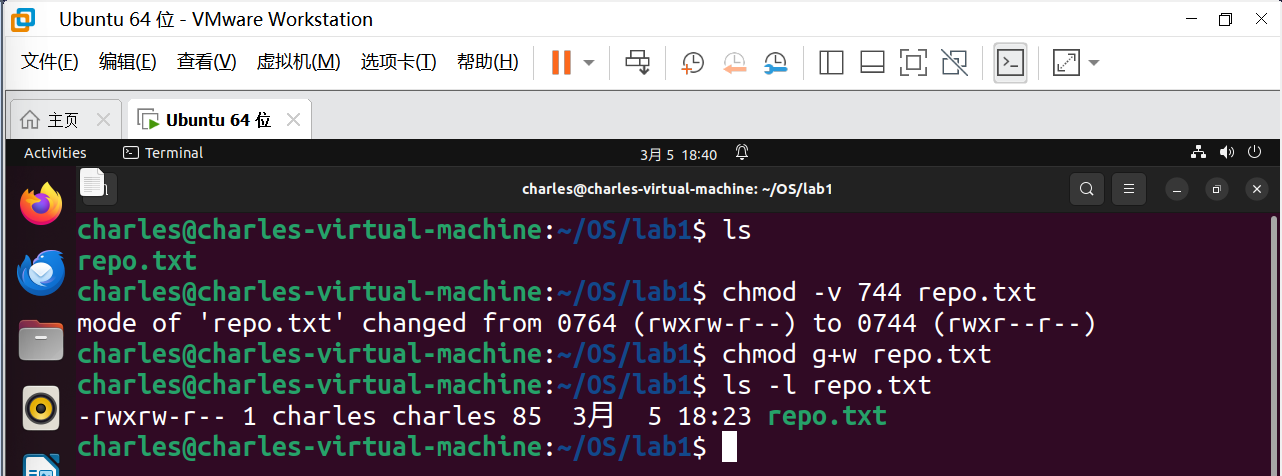 Ubuntu 64 位 - VMware Workstation
文件(F) 编辑(E) 查看(V) 虚拟机(M) 选项卡(T) 帮助(H)
主页 Ubuntu 64 位
Activities Terminal 3月 5 18:40
charles@charles-virtual-machine: ~/OS/lab1
charles@charles-virtual-machine:~/OS/lab1$ ls
repo.txt
charles@charles-virtual-machine:~/OS/lab1$ chmod -v 744 repo.txt
mode of 'repo.txt' changed from 0764 (rwxrw-r--) to 0744 (rwxr--r--)
charles@charles-virtual-machine:~/OS/lab1$ chmod g+w repo.txt
charles@charles-virtual-machine:~/OS/lab1$ ls -l repo.txt
-rwxrw-r-- 1 charles charles 85 3月 5 18:23 repo.txt
charles@charles-virtual-machine:~/OS/lab1$